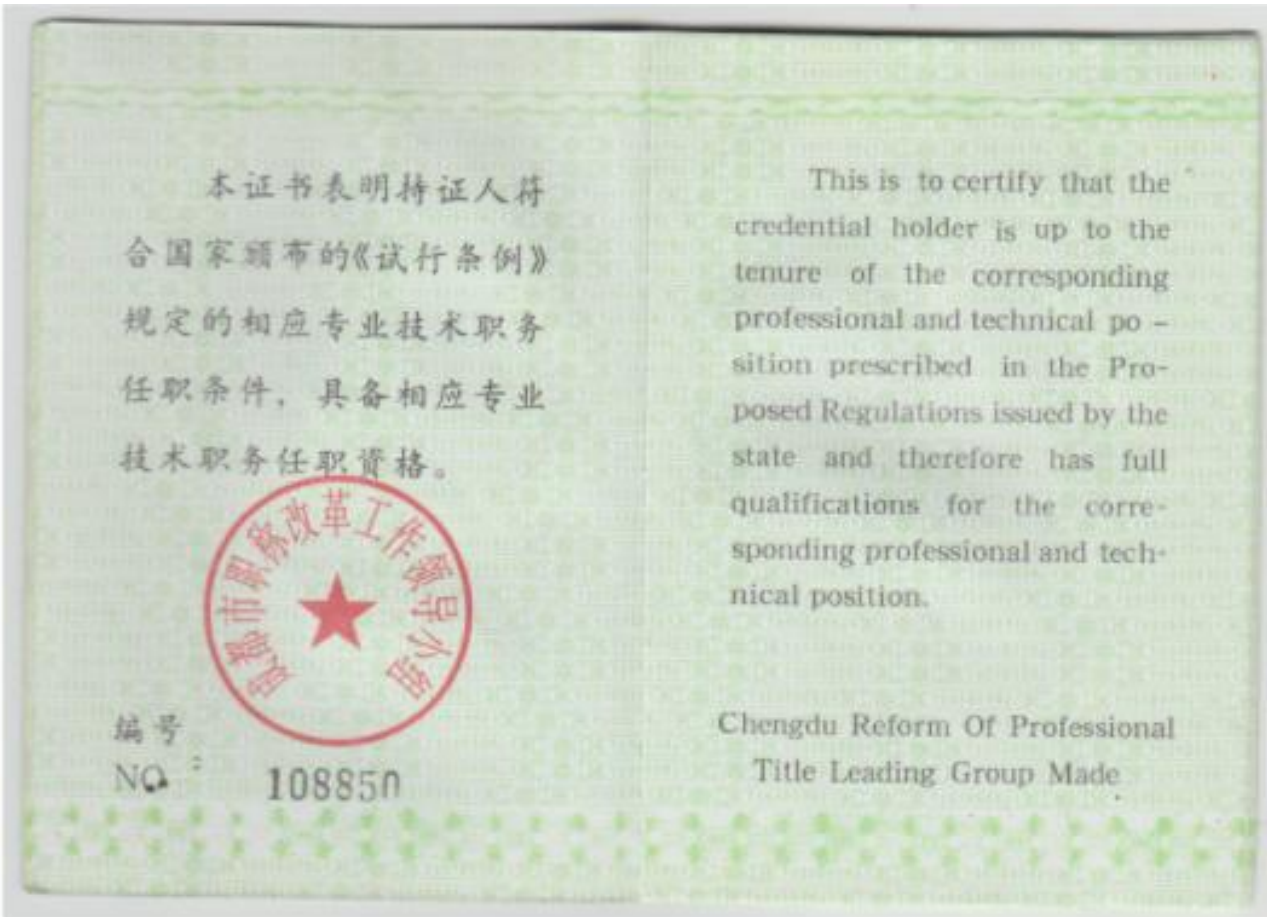 本证书表明持证人符
合国家颁布的《试行条例》
规定的相应专业技术职务
任职条件，具备相应专业
技术职务任职资格。
成都市职称改革工作领导小组
编号
NO:
108850
This is to certify that the
credential holder is up to the
tenure of the corresponding
professional and technical po –
sition prescribed in the Pro-
posed Regulations issued by the
state and therefore has full
qualifications for the corre-
sponding professional and tech-
nical position.
Chengdu Reform Of Professional
Title Leading Group Made